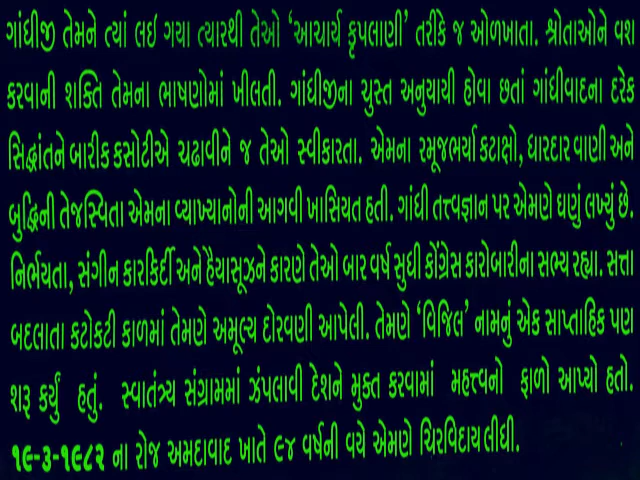 ગાંધીજી તેમને ત્યાં લઇ ગયા ત્યારથી તેઓ ‘આચાર્ય કૃપલાણી’ તરીકે જ ઓળખાતા. શ્રોતાઓને વશ
કરવાની શક્તિ તેમના ભાષણોમાં ખીલતી. ગાંધીજીના ચુસ્ત અનુયાયી હોવા છતાં ગાંધીવાદના દરેક
સિદ્ધાંતને બારીક કસોટીએ ચઢાવીને જ તેઓ સ્વીકારતા. એમના રમૂજભર્યા કટાક્ષો, ધારદાર વાણી અને
બુદ્ધિની તેજસ્વિતા એમના વ્યાખ્યાનોની આગવી ખાસિયત હતી. ગાંધી તત્ત્વજ્ઞાન પર એમણે ઘણું લખ્યું છે.
નિર્ભયતા, સંગીન કારકિર્દી અને હૈયાસૂઝને કારણે તેઓ બાર વર્ષ સુધી કોંગ્રેસ કારોબારીના સભ્ય રહ્યા. સત્તા
બદલાતા કટોકટી કાળમાં તેમણે અમૂલ્ય દોરવણી આપેલી. તેમણે ‘વિજિલ’ નામનું એક સાપ્તાહિક પણ
શરૂ કર્યું હતું. સ્વાતંત્ર્ય સંગ્રામમાં ઝંપલાવી દેશને મુક્ત કરવામાં મહત્ત્વનો ફાળો આપ્યો હતો.
૧૯-૩-૧૯૮૨ ના રોજ અમદાવાદ ખાતે ૯૪ વર્ષની વયે એમણે ચિરવિદાય લીધી.